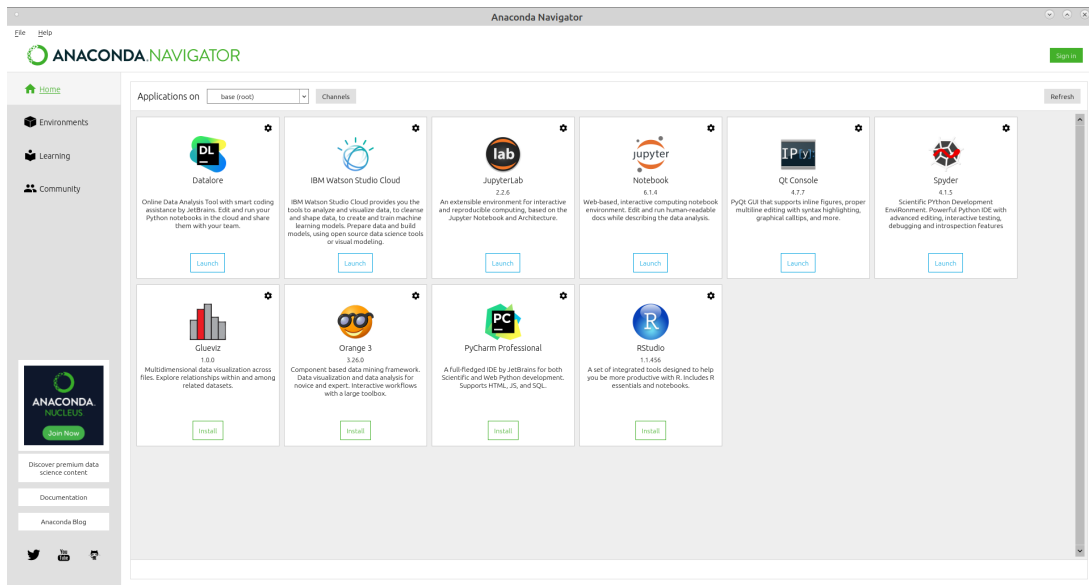 Anaconda Navigator
File Help
ANACONDA.NAVIGATOR
Sign in
Home
Environments
Learning
Community
ANACONDA.
NUCLEUS
Join Now
Discover premium data
science content
Documentation
Anaconda Blog
You
Tube
Applications on base (root) Channels
Refresh
DL
Datalore
Online Data Analysis Tool with smart coding
assistance by JetBrains. Edit and run your
Python notebooks in the cloud and share
them with your team.
Launch
IBM Watson Studio Cloud
IBM Watson Studio Cloud provides you the
tools to analyze and visualize data, to cleanse
and shape data, to create and train machine
learning models. Prepare data and build
models, using open source data science tools
or visual modeling.
Launch
lab
JupyterLab
2.2.6
An extensible environment for interactive
and reproducible computing, based on the
Jupyter Notebook and Architecture.
Launch
jupyter
Notebook
6.1.4
Web-based, interactive computing notebook
environment. Edit and run human-readable
docs while describing the data analysis.
Launch
IP[y]:
Qt Console
4.7.7
PyQt GUI that supports inline figures, proper
multiline editing with syntax highlighting,
graphical calltips, and more.
Launch
Spyder
4.1.5
Scientific PYthon Development
EnviRonment. Powerful Python IDE with
advanced editing, interactive testing,
debugging and introspection features
Launch
Glueviz
1.0.0
Multidimensional data visualization across
files. Explore relationships within and among
related datasets.
Install
Orange 3
3.26.0
Component based data mining framework.
Data visualization and data analysis for
novice and expert. Interactive workflows
with a large toolbox.
Install
PC
PyCharm Professional
A full-fledged IDE by JetBrains for both
Scientific and Web Python development.
Supports HTML, JS, and SQL.
Install
R
RStudio
1.1.456
A set of integrated tools designed to help
you be more productive with R. Includes R
essentials and notebooks.
Install